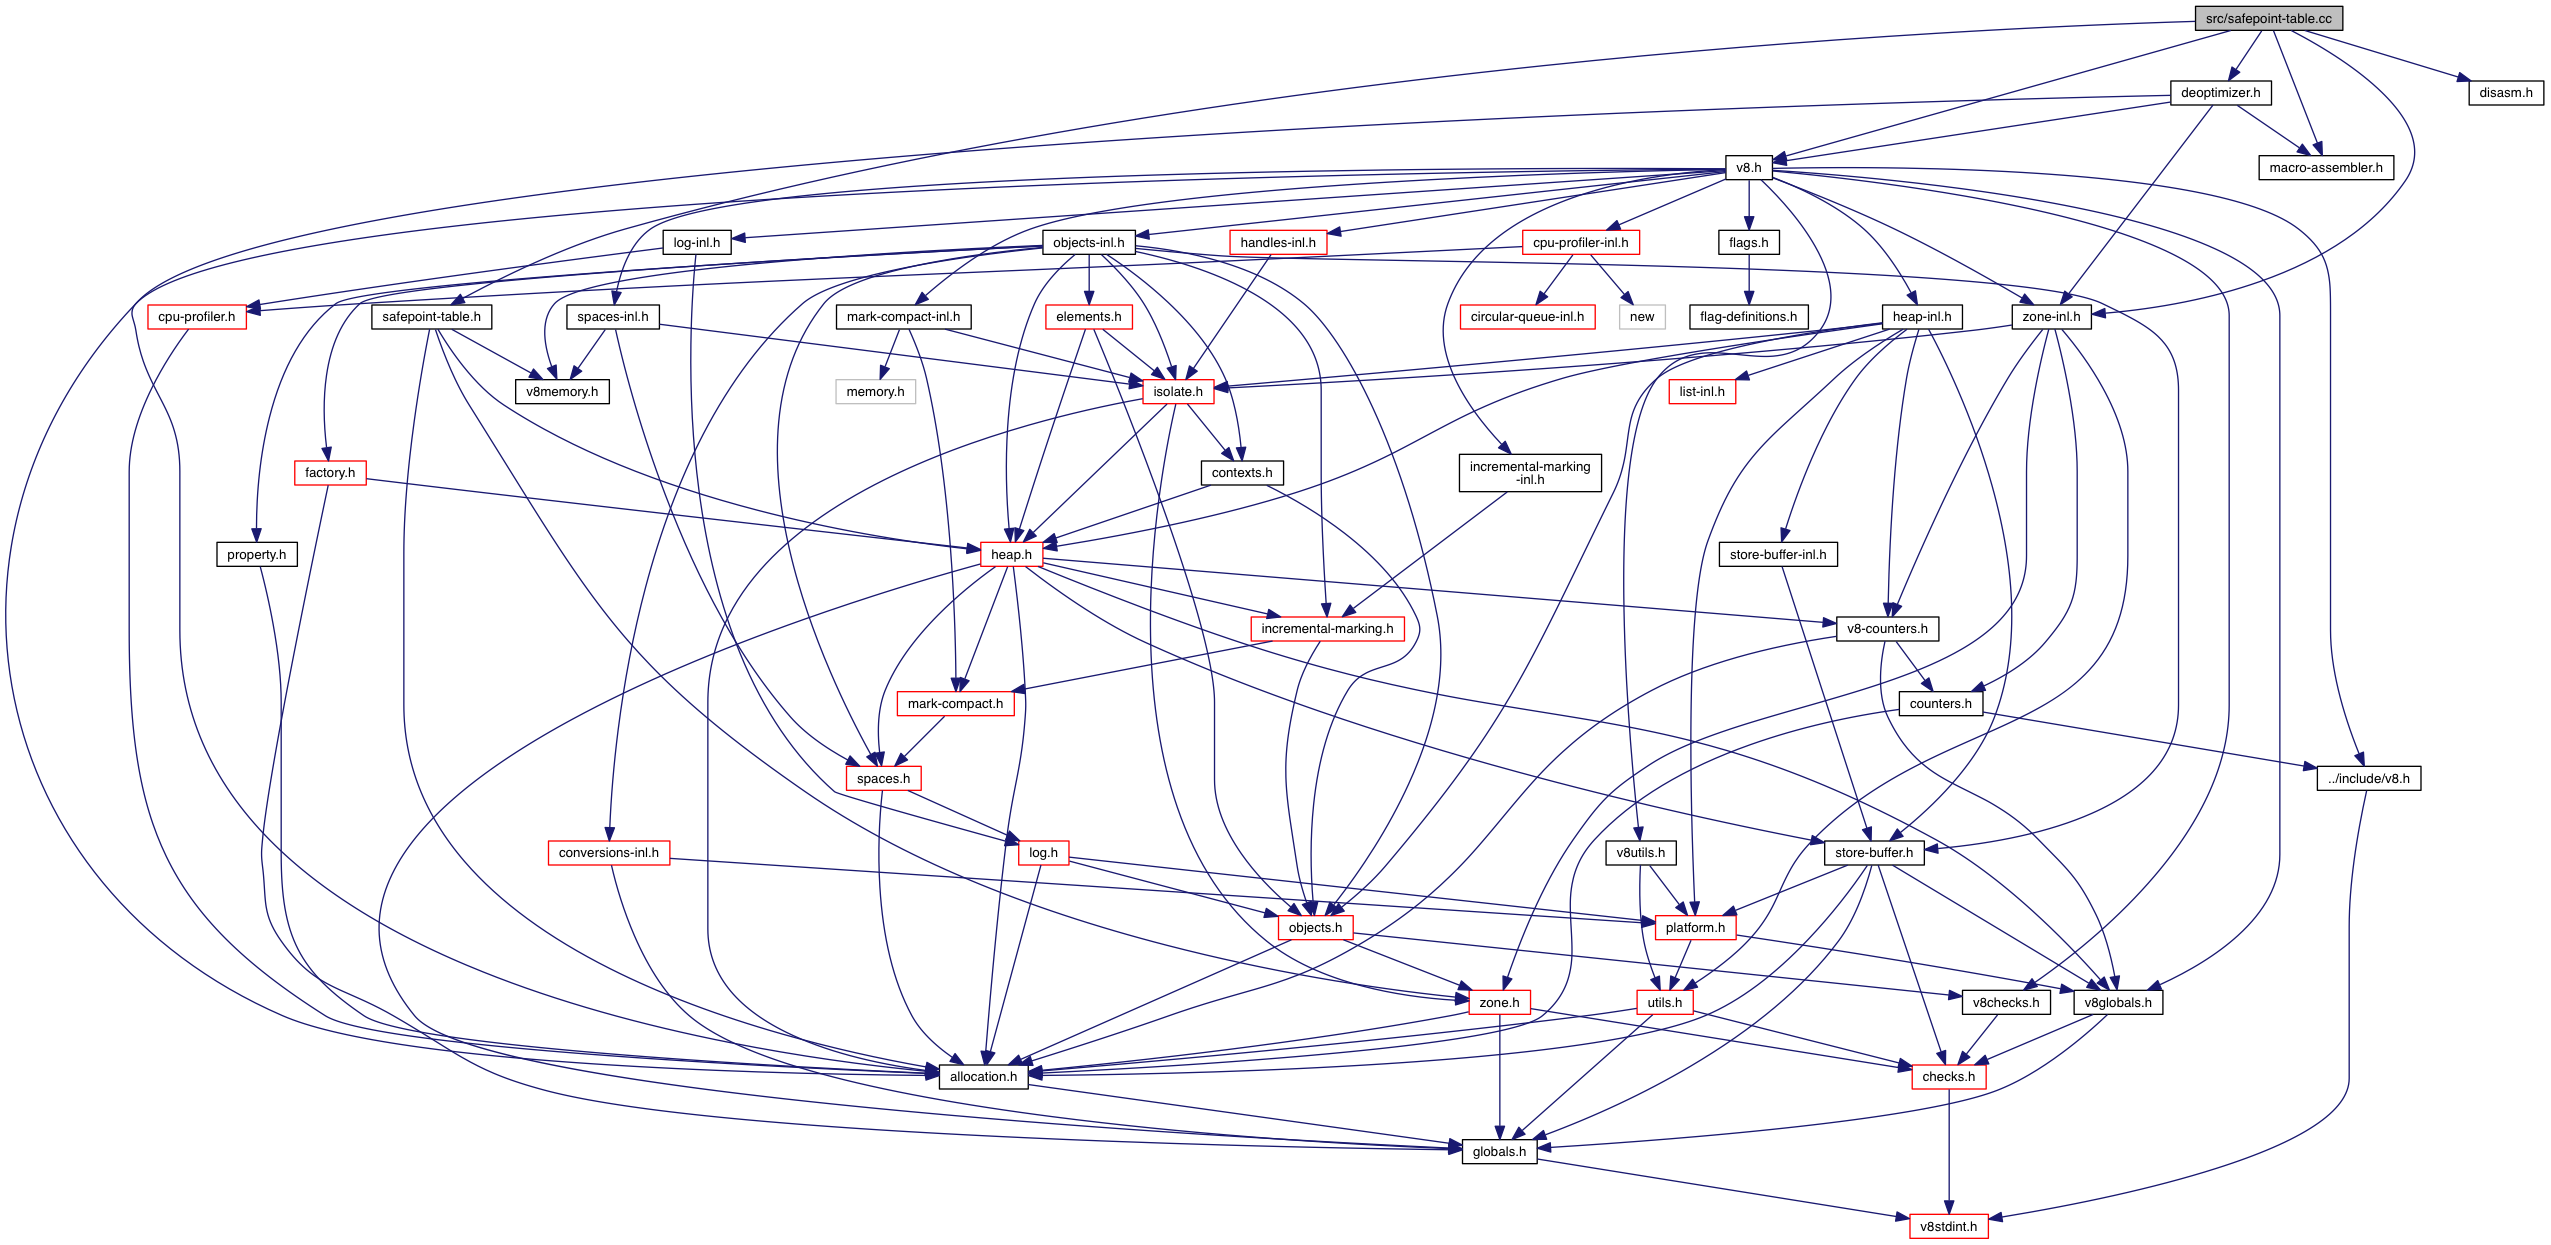 src/safepoint-table.cc
deoptimizer.h
disasm.h
v8.h
macro-assembler.h
log-inl.h
objects-inl.h
handles-inl.h
cpu-profiler-inl.h
flags.h
cpu-profiler.h
safepoint-table.h
spaces-inl.h
mark-compact-inl.h
elements.h
circular-queue-inl.h
new
flag-definitions.h
heap-inl.h
zone-inl.h
v8memory.h
memory.h
isolate.h
list-inl.h
factory.h
contexts.h
incremental-marking
-inl.h
property.h
heap.h
store-buffer-inl.h
incremental-marking.h
v8-counters.h
mark-compact.h
counters.h
spaces.h
../include/v8.h
conversions-inl.h
log.h
v8utils.h
store-buffer.h
objects.h
platform.h
zone.h
utils.h
v8checks.h
v8globals.h
allocation.h
checks.h
globals.h
v8stdint.h